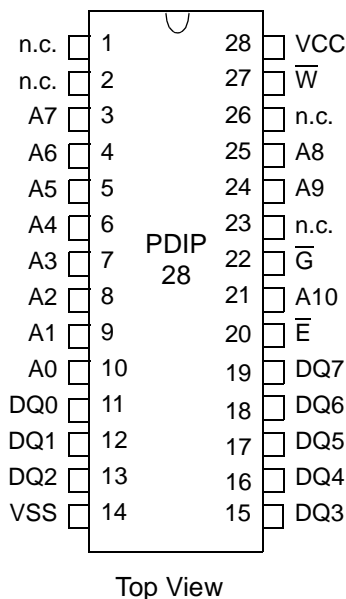 n.c. 1 28 VCC
n.c. 2 27 W̅
A7 3 26 n.c.
A6 4 25 A8
A5 5 24 A9
A4 6 23 n.c.
PDIP
A3 7 22 G̅
28
A2 8 21 A10
A1 9 20 E̅
A0 10 19 DQ7
DQ0 11 18 DQ6
DQ1 12 17 DQ5
DQ2 13 16 DQ4
VSS 14 15 DQ3
Top View